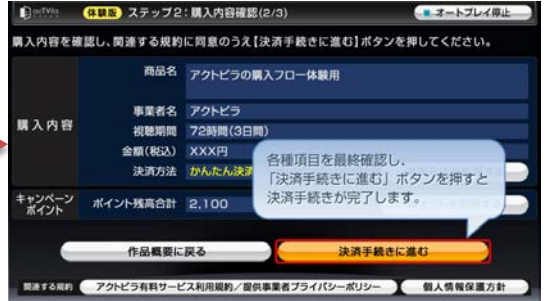 acTVila 体験版 ステップ2：購入内容確認(2/3) オートプレイ停止
購入内容を確認し、関連する規約に同意のうえ【決済手続きに進む】ボタンを押してください。
購入内容
商品名 アクトビラの購入フロー体験用
事業者名 アクトビラ
視聴期間 72時間(3日間)
金額(税込) XXX円
決済方法 かんたん決済
各種項目を最終確認し、
「決済手続きに進む」ボタンを押すと
決済手続きが完了します。
キャンペーンポイント ポイント残高合計 2,100
作品概要に戻る 決済手続きに進む
関連する規約 アクトビラ有料サービス利用規約／提供事業者プライバシーポリシー 個人情報保護方針